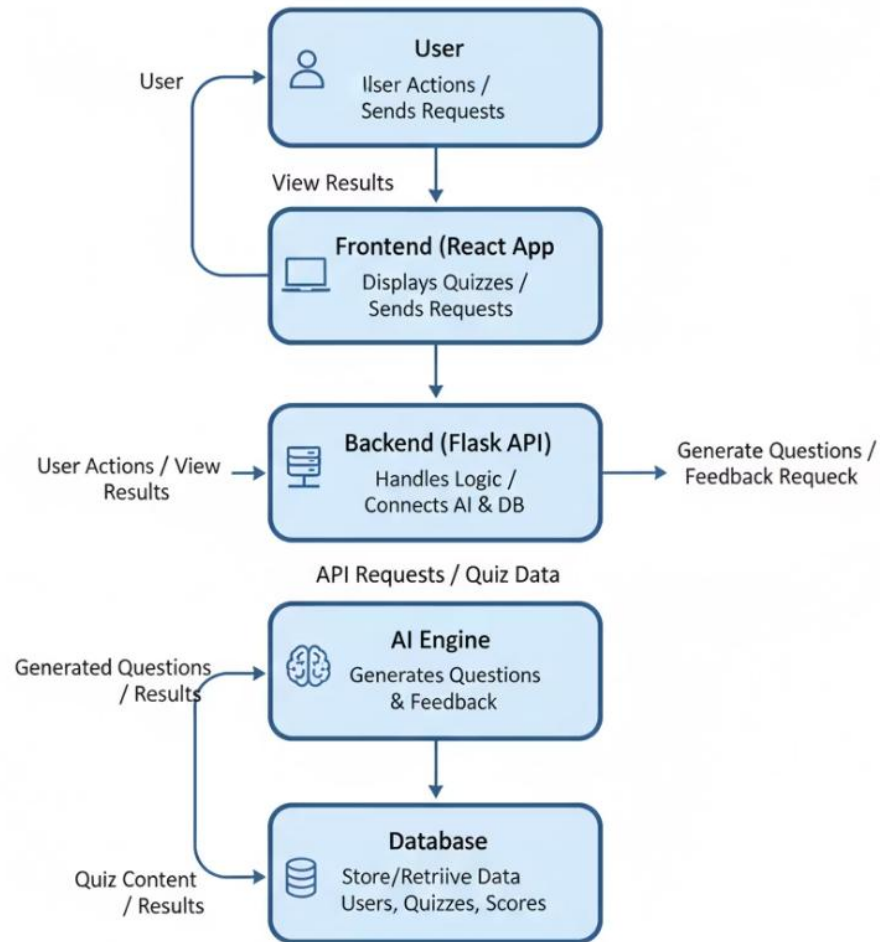 User
User
Ilser Actions /
Sends Requests
View Results
Frontend (React App
Displays Quizzes /
Sends Requests
Backend (Flask API)
Handles Logic /
Connects AI & DB
User Actions / View
Results
Generate Questions /
Feedback Requeck
API Requests / Quiz Data
AI Engine
Generates Questions
& Feedback
Generated Questions
/ Results
Database
Store/Retriive Data
Users, Quizzes, Scores
Quiz Content
/ Results